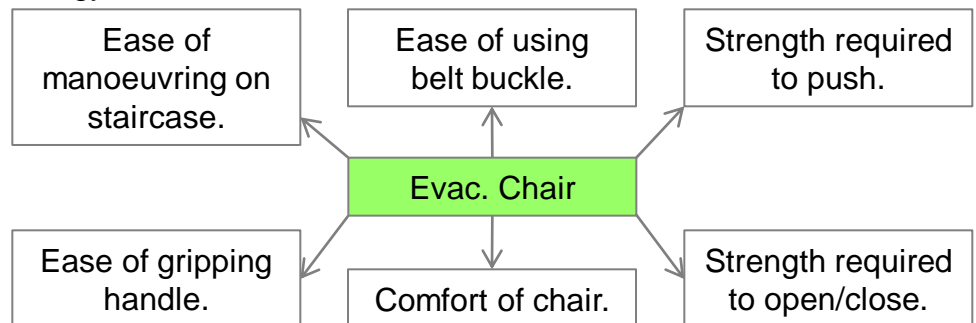 Ease of
manoeuvring on
staircase.
Ease of using
belt buckle.
Strength required
to push.
Evac. Chair
Ease of gripping
handle.
Comfort of chair.
Strength required
to open/close.